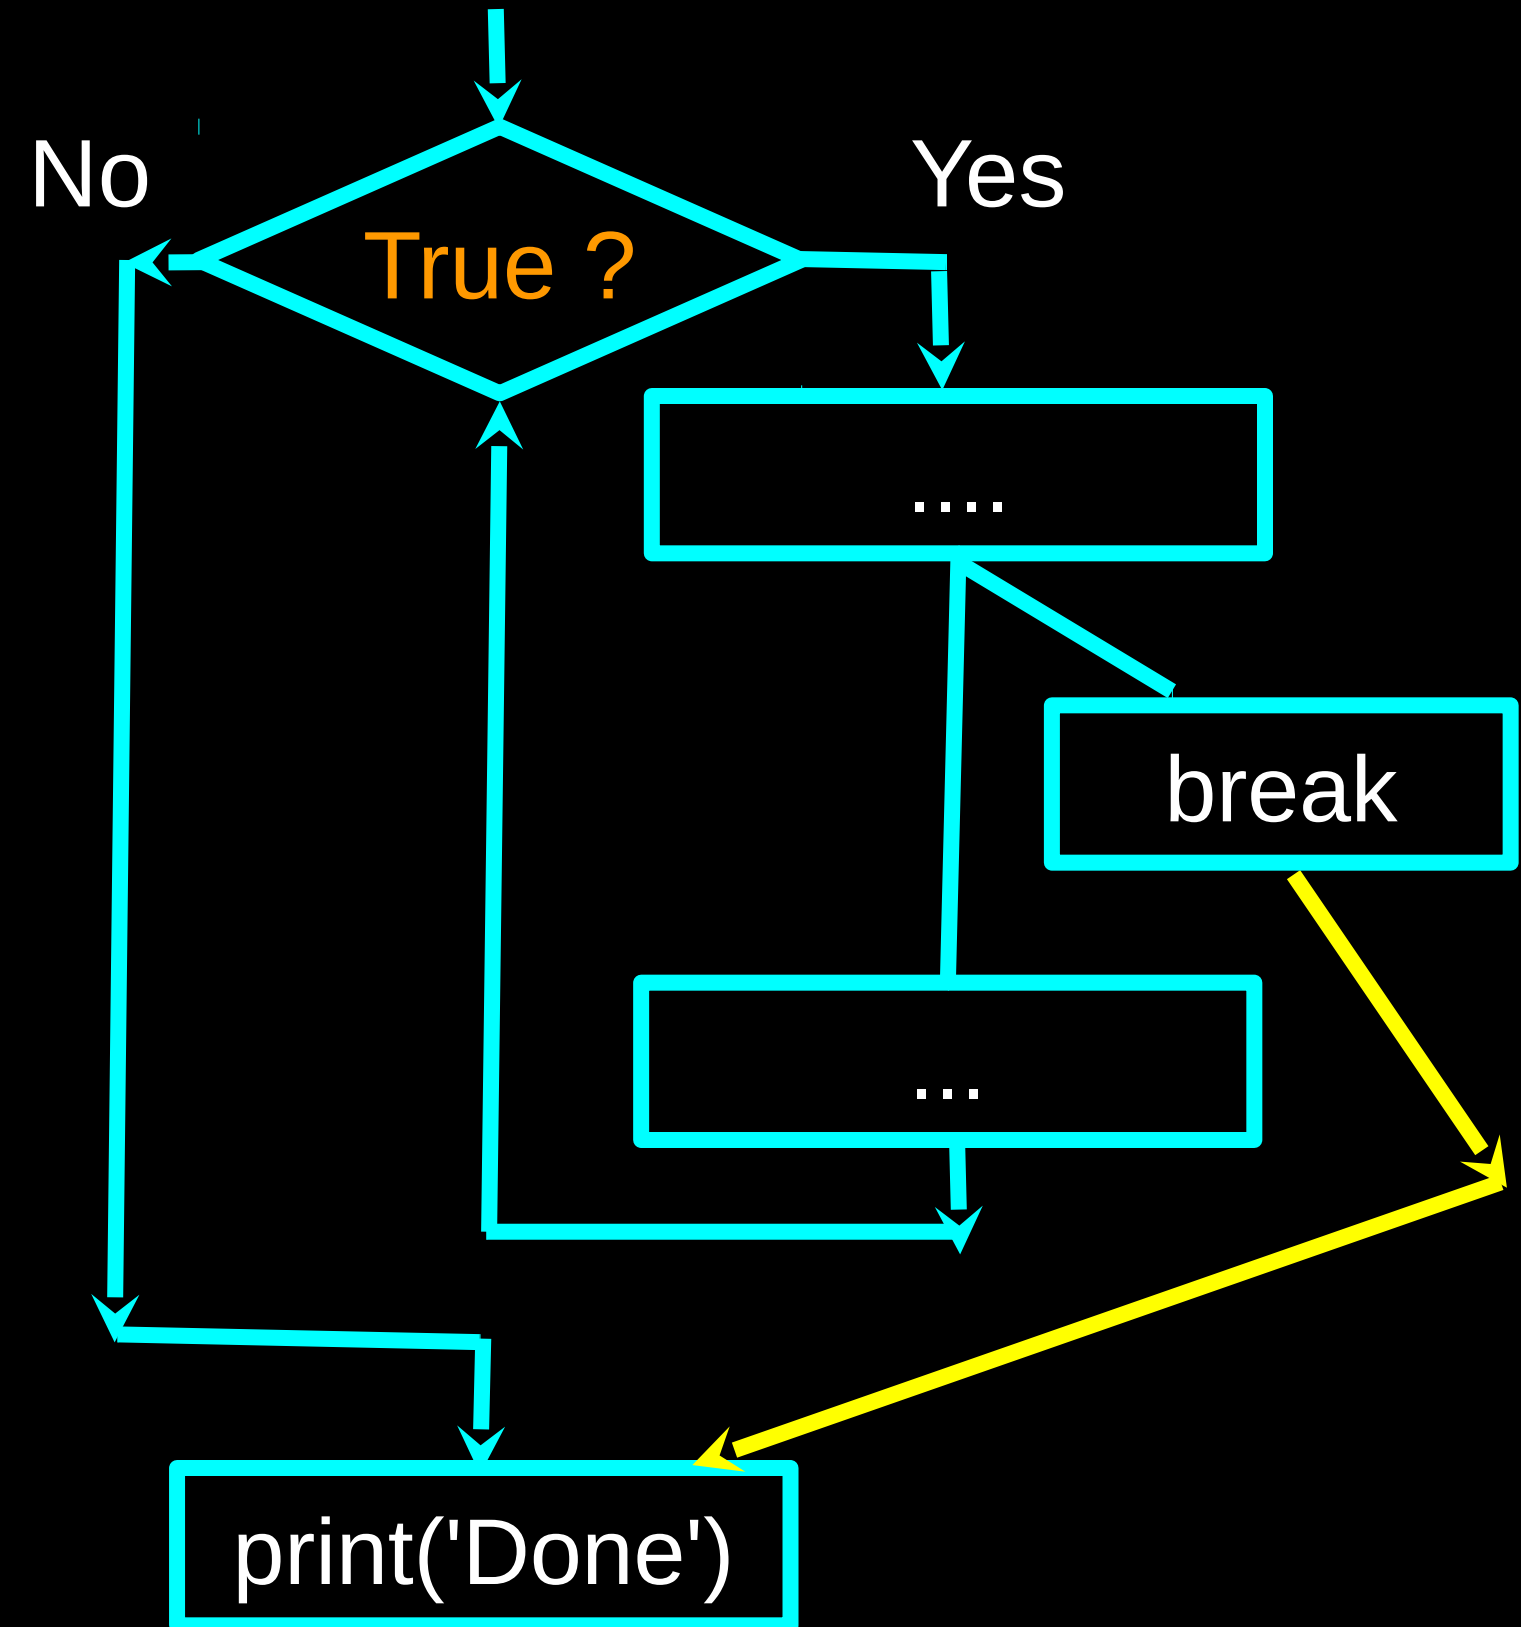 No
Yes
True ?
....
break
...
print('Done')